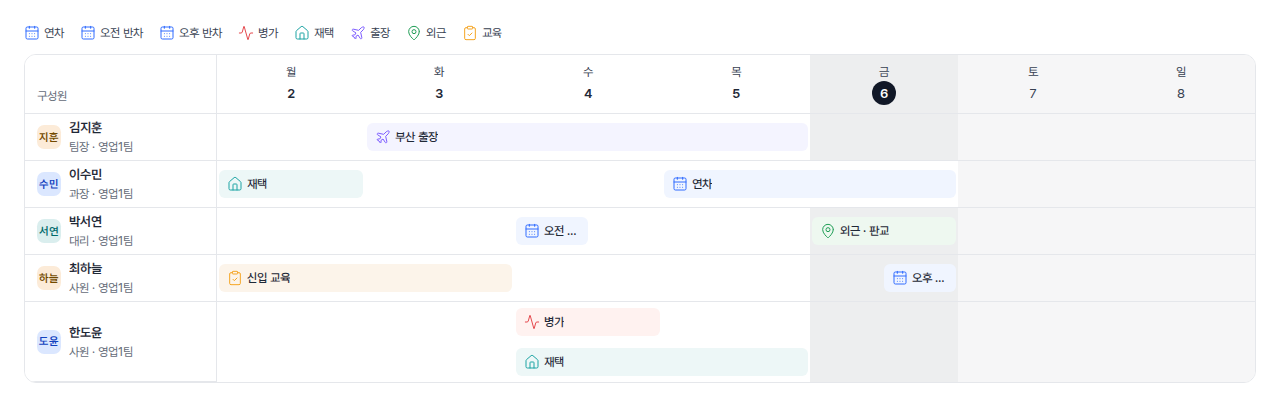 연차 오전 반차 오후 반차 병가 재택 출장 외근 교육
구성원 월 화 수 목 금 토 일
2 3 4 5 6 7 8
지훈 김지훈
팀장 · 영업1팀
부산 출장
수민 이수민
과장 · 영업1팀
재택 연차
서연 박서연
대리 · 영업1팀
오전 ... 외근 · 판교
하늘 최하늘
사원 · 영업1팀
신입 교육 오후 ...
도윤 한도윤
사원 · 영업1팀
병가
재택